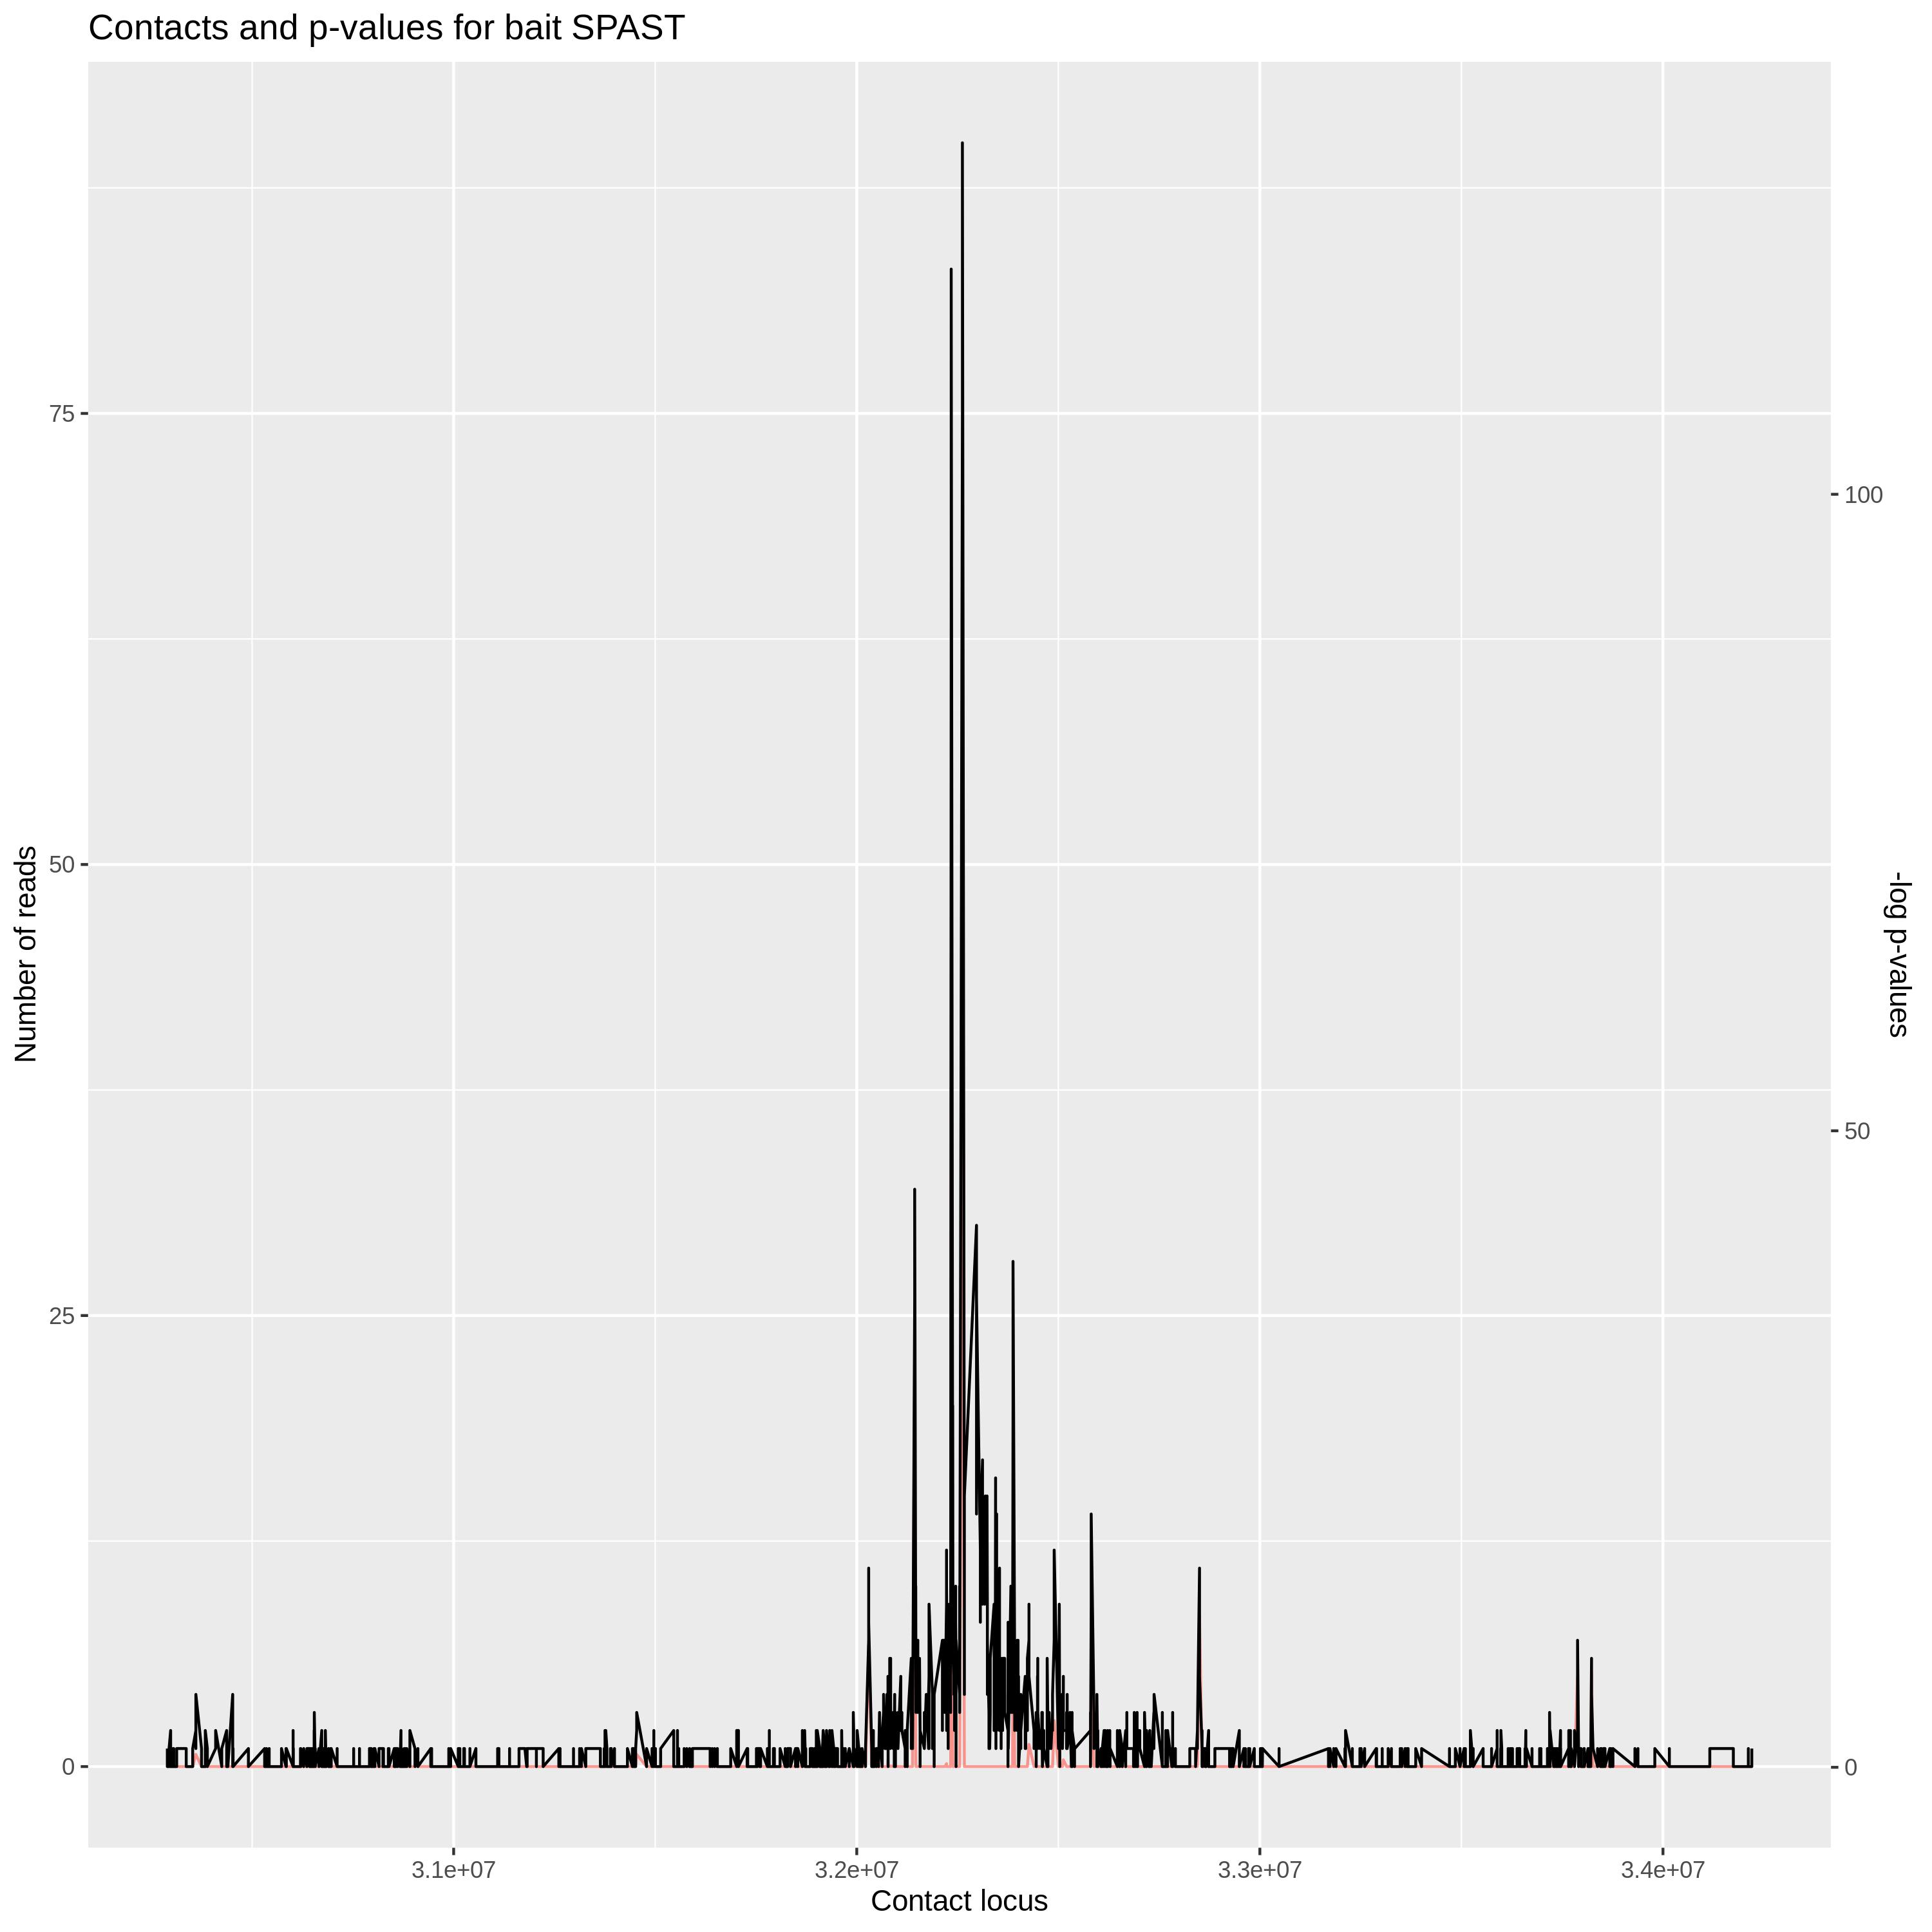 Contacts and p-values for bait SPAST
75
50
25
0
Number of reads
100
50
0
-log p-values
3.1e+07
3.2e+07
3.3e+07
3.4e+07
Contact locus